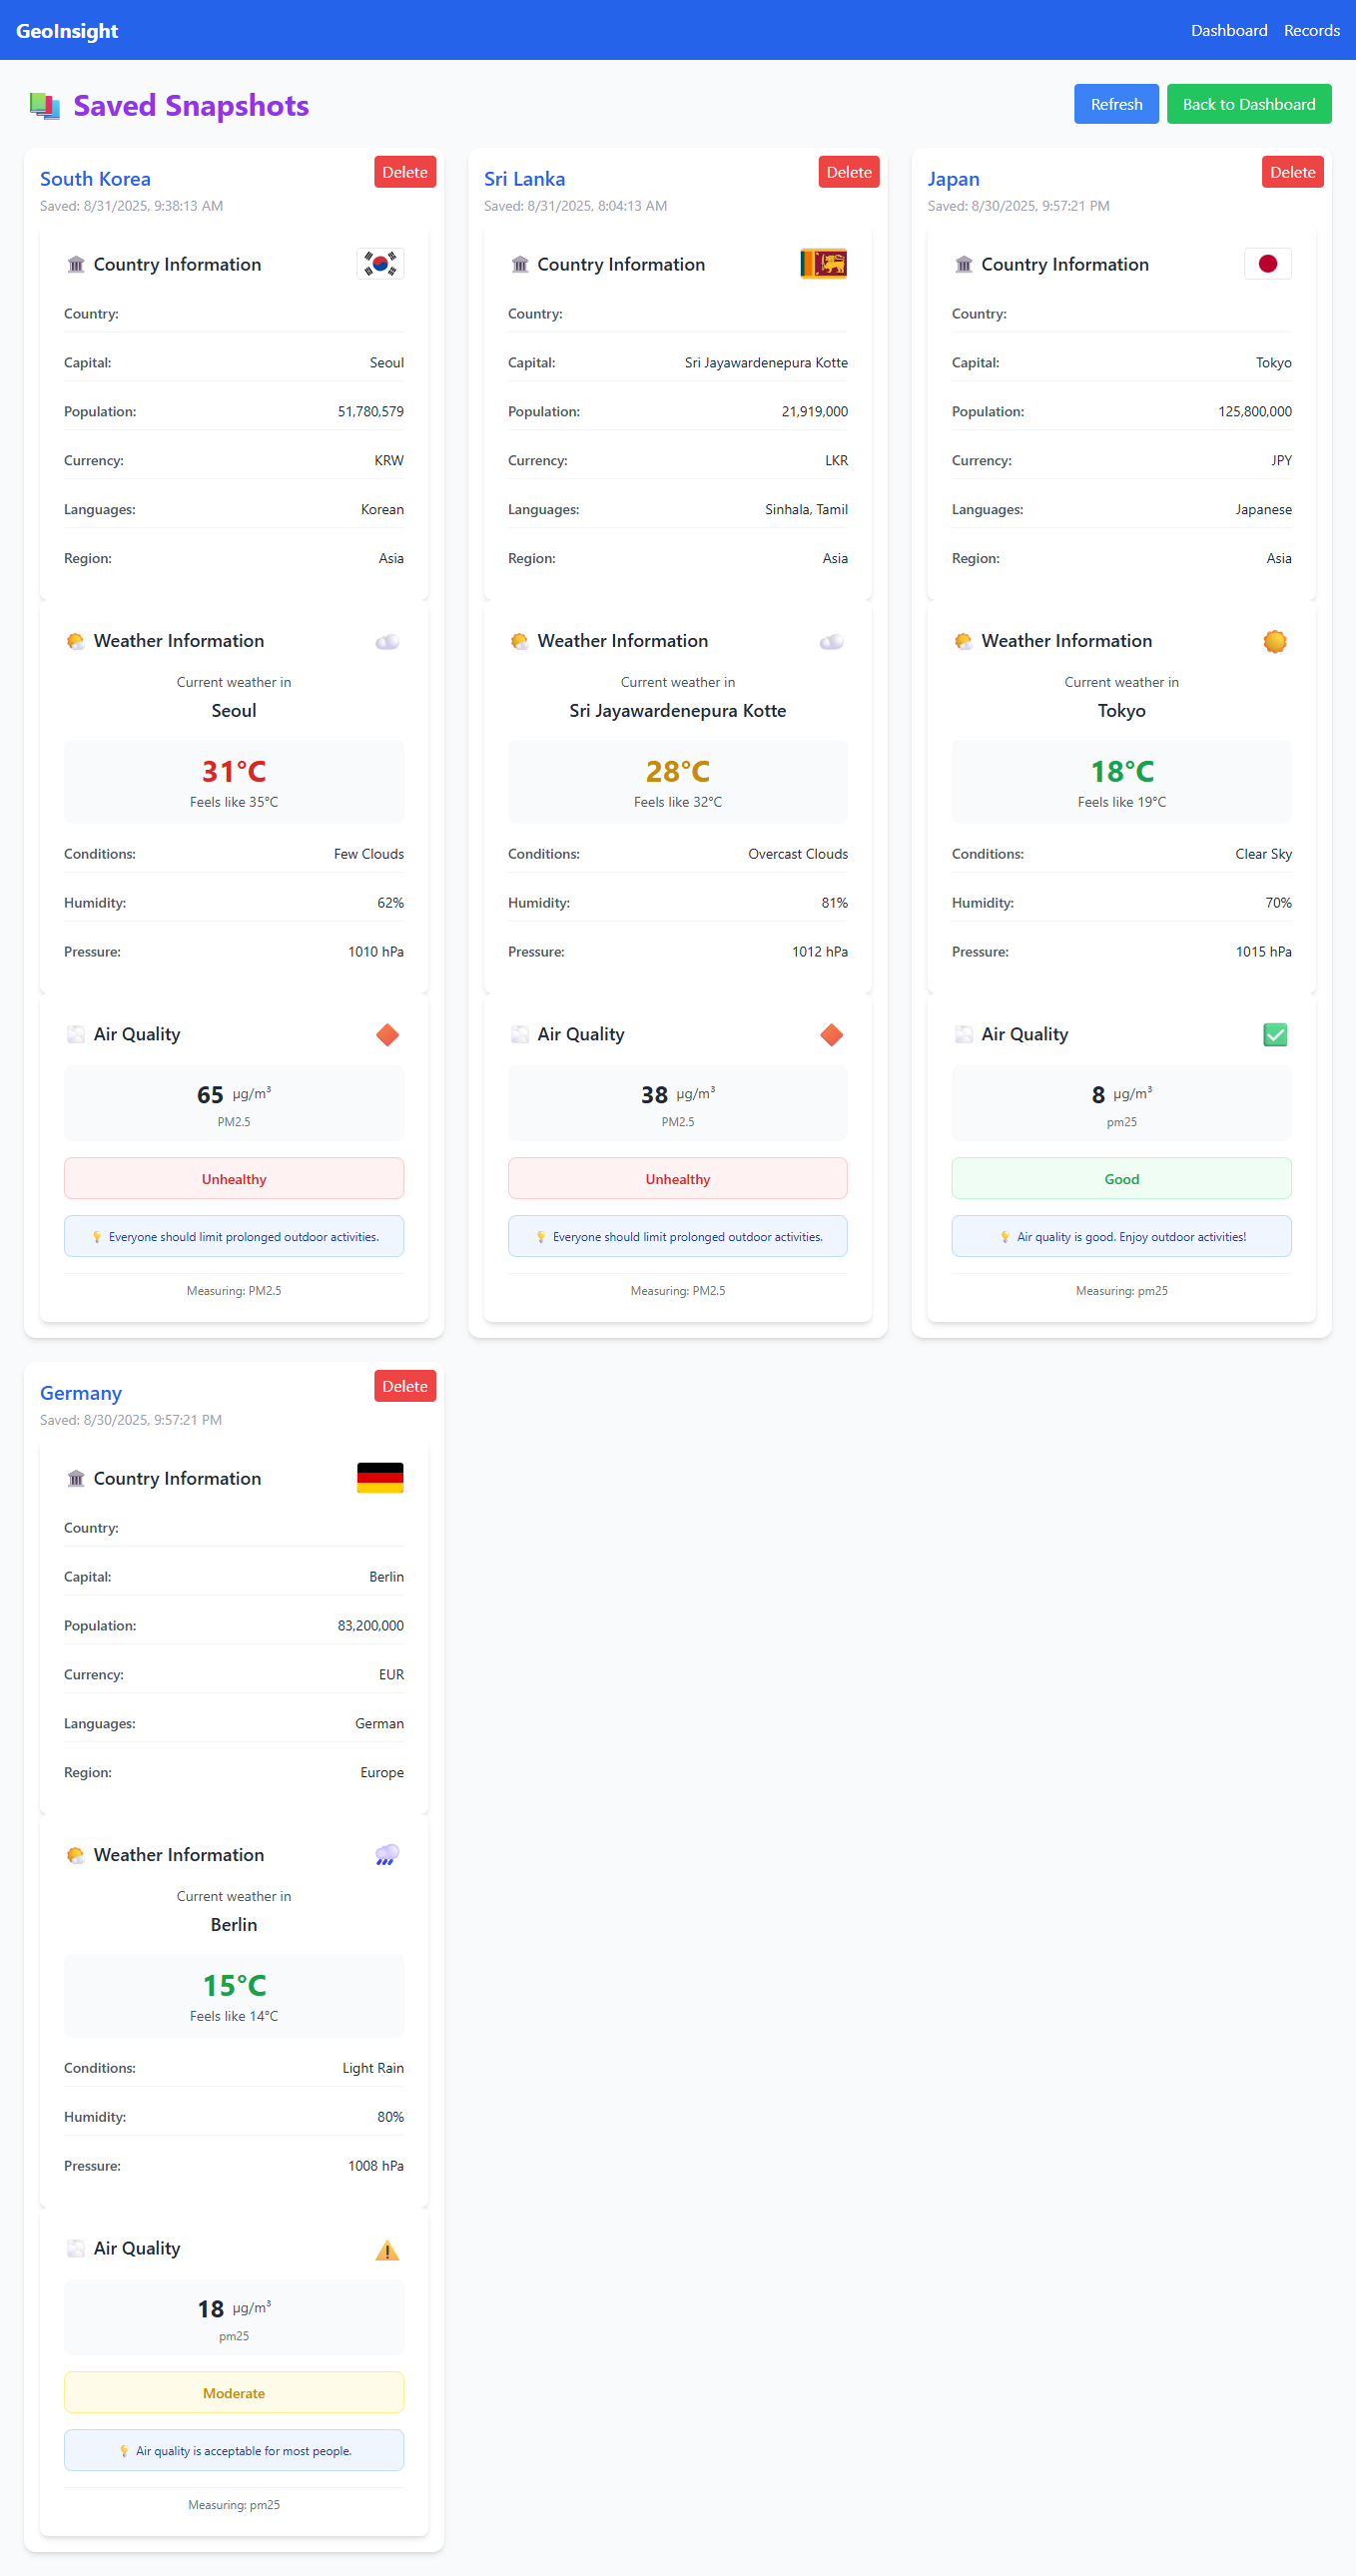 GeoInsight
Dashboard Records
Saved Snapshots
Refresh Back to Dashboard
South Korea
Delete
Saved: 8/31/2025, 9:38:13 AM
Country Information
Country:
Capital: Seoul
Population: 51,780,579
Currency: KRW
Languages: Korean
Region: Asia
Weather Information
Current weather in
Seoul
31°C
Feels like 35°C
Conditions: Few Clouds
Humidity: 62%
Pressure: 1010 hPa
Air Quality
65 µg/m³
PM2.5
Unhealthy
Everyone should limit prolonged outdoor activities.
Measuring: PM2.5
Sri Lanka
Delete
Saved: 8/31/2025, 8:04:13 AM
Country Information
Country:
Capital: Sri Jayawardenepura Kotte
Population: 21,919,000
Currency: LKR
Languages: Sinhala, Tamil
Region: Asia
Weather Information
Current weather in
Sri Jayawardenepura Kotte
28°C
Feels like 32°C
Conditions: Overcast Clouds
Humidity: 81%
Pressure: 1012 hPa
Air Quality
38 µg/m³
PM2.5
Unhealthy
Everyone should limit prolonged outdoor activities.
Measuring: PM2.5
Japan
Delete
Saved: 8/30/2025, 9:57:21 PM
Country Information
Country:
Capital: Tokyo
Population: 125,800,000
Currency: JPY
Languages: Japanese
Region: Asia
Weather Information
Current weather in
Tokyo
18°C
Feels like 19°C
Conditions: Clear Sky
Humidity: 70%
Pressure: 1015 hPa
Air Quality
8 µg/m³
pm25
Good
Air quality is good. Enjoy outdoor activities!
Measuring: pm25
Germany
Delete
Saved: 8/30/2025, 9:57:21 PM
Country Information
Country:
Capital: Berlin
Population: 83,200,000
Currency: EUR
Languages: German
Region: Europe
Weather Information
Current weather in
Berlin
15°C
Feels like 14°C
Conditions: Light Rain
Humidity: 80%
Pressure: 1008 hPa
Air Quality
18 µg/m³
pm25
Moderate
Air quality is acceptable for most people.
Measuring: pm25